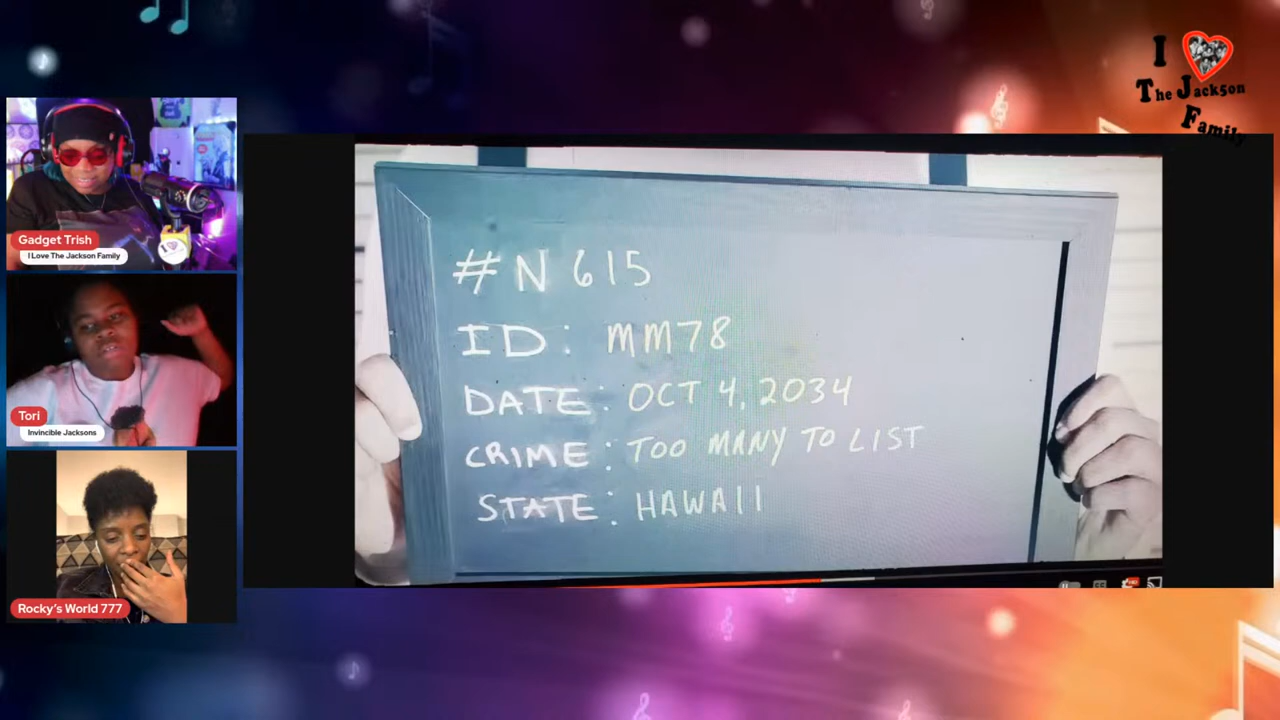 I
The Jackson
Family
Gadget Trish
I Love The Jackson Family
Tori
Invincible Jacksons
Rocky's World 777
#N615
ID: MM78
DATE: OCT 4, 2034
CRIME: TOO MANY TO LIST
STATE: HAWAII